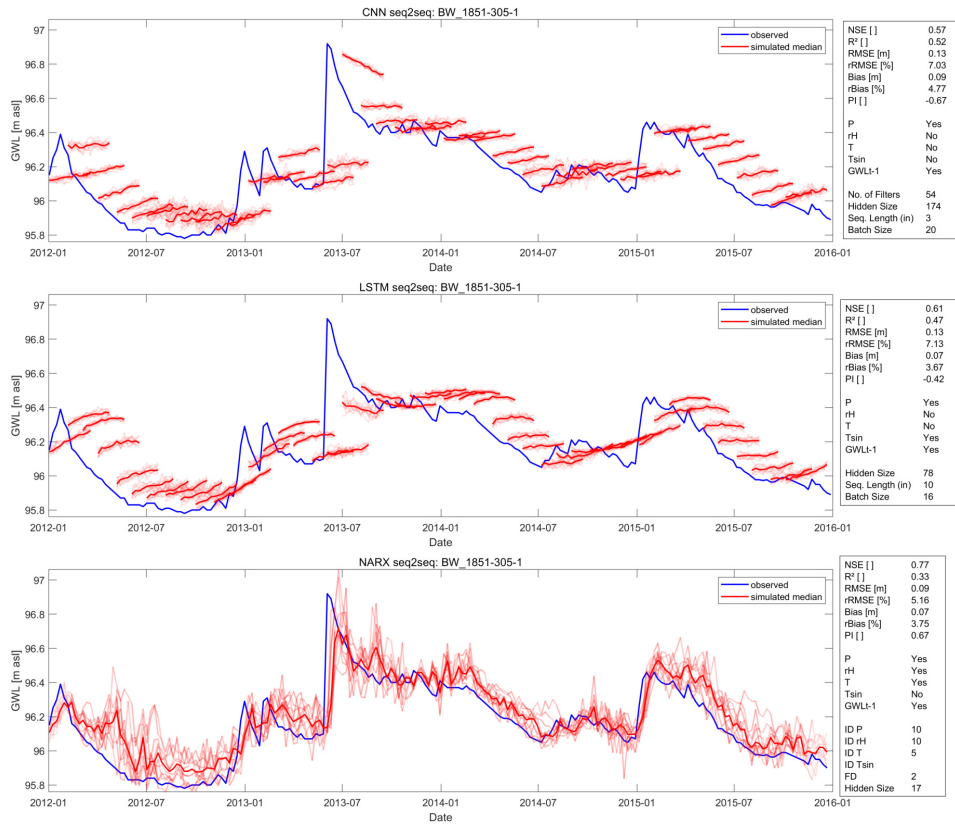 CNN seq2seq: BW_1851-305-1
97
96.8
96.6
96.4
96.2
96
95.8
GWL [m asl]
observed
simulated median
2012-01 2012-07 2013-01 2013-07 2014-01 2014-07 2015-01 2015-07 2016-01
Date
NSE [ ] 0.57
R² [ ] 0.52
RMSE [m] 0.13
rRMSE [%] 7.03
Bias [m] 0.09
rBias [%] 4.77
PI [ ] -0.67
P Yes
rH No
T No
Tsin No
GWLt-1 Yes
No. of Filters 54
Hidden Size 174
Seq. Length (in) 3
Batch Size 20
LSTM seq2seq: BW_1851-305-1
97
96.8
96.6
96.4
96.2
96
95.8
GWL [m asl]
observed
simulated median
2012-01 2012-07 2013-01 2013-07 2014-01 2014-07 2015-01 2015-07 2016-01
Date
NSE [ ] 0.61
R² [ ] 0.47
RMSE [m] 0.13
rRMSE [%] 7.13
Bias [m] 0.07
rBias [%] 3.67
PI [ ] -0.42
P Yes
rH No
T No
Tsin Yes
GWLt-1 Yes
Hidden Size 78
Seq. Length (in) 10
Batch Size 16
NARX seq2seq: BW_1851-305-1
97
96.8
96.6
96.4
96.2
96
95.8
GWL [m asl]
observed
simulated median
2012-01 2012-07 2013-01 2013-07 2014-01 2014-07 2015-01 2015-07 2016-01
Date
NSE [ ] 0.77
R² [ ] 0.33
RMSE [m] 0.09
rRMSE [%] 5.16
Bias [m] 0.07
rBias [%] 3.75
PI [ ] 0.67
P Yes
rH Yes
T Yes
Tsin No
GWLt-1 Yes
ID P 10
ID rH 10
ID T 5
ID Tsin
FD 2
Hidden Size 17